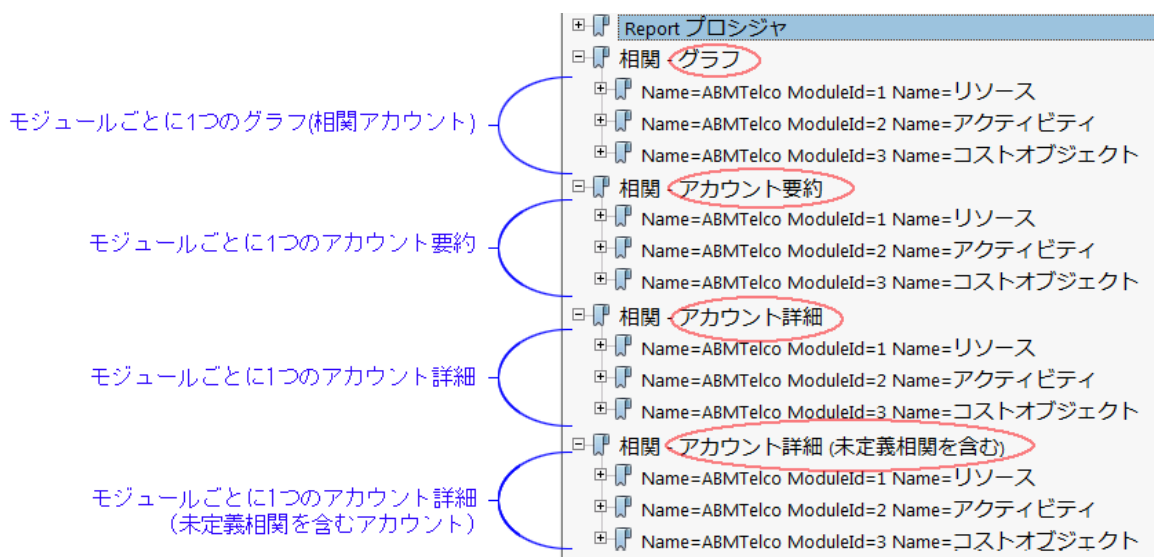 Report プロシジャ
相関 - グラフ
モジュールごとに1つのグラフ(相関アカウント)
Name=ABMTelco ModuleId=1 Name=リソース
Name=ABMTelco ModuleId=2 Name=アクティビティ
Name=ABMTelco ModuleId=3 Name=コストオブジェクト
相関 - アカウント要約
モジュールごとに1つのアカウント要約
Name=ABMTelco ModuleId=1 Name=リソース
Name=ABMTelco ModuleId=2 Name=アクティビティ
Name=ABMTelco ModuleId=3 Name=コストオブジェクト
相関 - アカウント詳細
モジュールごとに1つのアカウント詳細
Name=ABMTelco ModuleId=1 Name=リソース
Name=ABMTelco ModuleId=2 Name=アクティビティ
Name=ABMTelco ModuleId=3 Name=コストオブジェクト
相関 - アカウント詳細 (未定義相関を含む)
モジュールごとに1つのアカウント詳細
（未定義相関を含むアカウント）
Name=ABMTelco ModuleId=1 Name=リソース
Name=ABMTelco ModuleId=2 Name=アクティビティ
Name=ABMTelco ModuleId=3 Name=コストオブジェクト